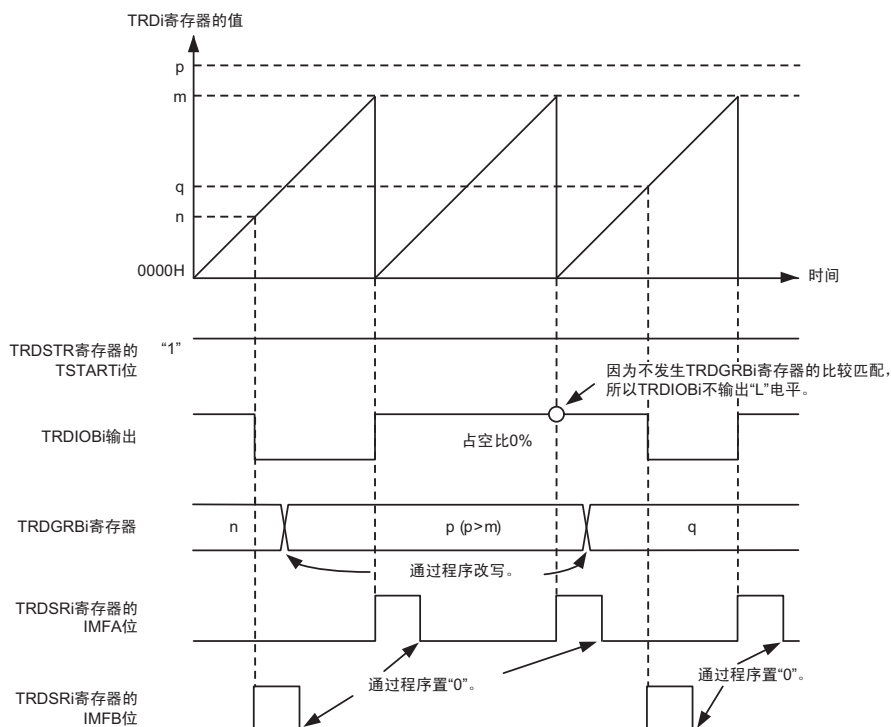 TRDi寄存器的值
p
m
q
n
0000H
时间
TRDSTR寄存器的
TSTARTi位
“1”
因为不发生TRDGRBi寄存器的比较匹配，
所以TRDIOBi不输出“L”电平。
TRDIOBi输出
占空比0%
TRDGRBi寄存器
n
p (p>m)
q
通过程序改写。
TRDSRi寄存器的
IMFA位
通过程序置“0”。
通过程序置“0”。
TRDSRi寄存器的
IMFB位